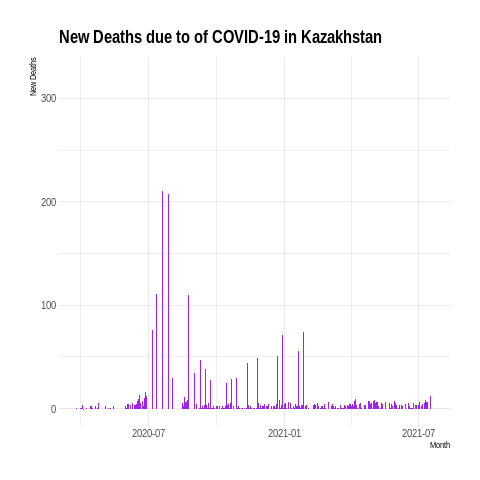 New Deaths due to of COVID-19 in Kazakhstan
New Deaths
300
200
100
0
2020-07
2021-01
2021-07
Month